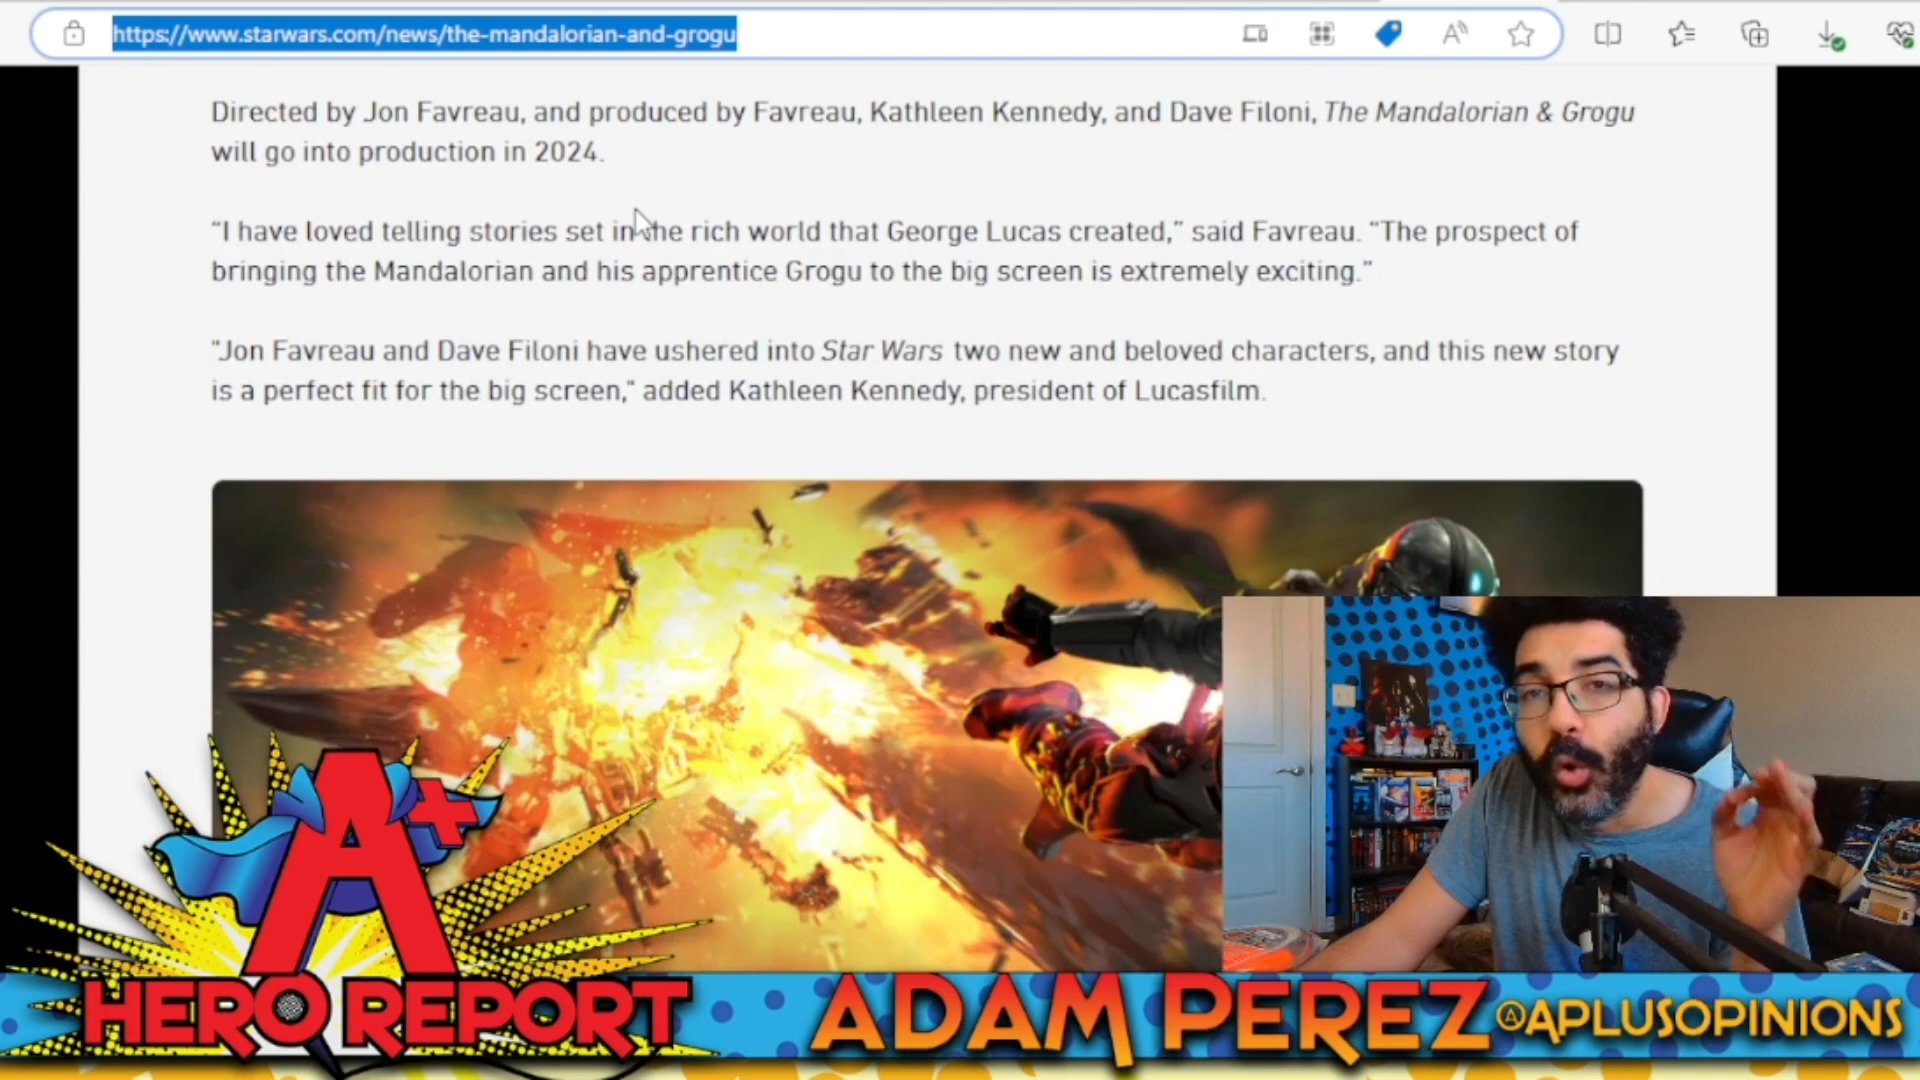 https://www.starwars.com/news/the-mandalorian-and-grogu
Directed by Jon Favreau, and produced by Favreau, Kathleen Kennedy, and Dave Filoni, The Mandalorian & Grogu
will go into production in 2024.
“I have loved telling stories set in the rich world that George Lucas created,” said Favreau. “The prospect of
bringing the Mandalorian and his apprentice Grogu to the big screen is extremely exciting.”
"Jon Favreau and Dave Filoni have ushered into Star Wars two new and beloved characters, and this new story
is a perfect fit for the big screen," added Kathleen Kennedy, president of Lucasfilm.
A+
HERO REPORT
ADAM PEREZ @APLUSOPINIONS